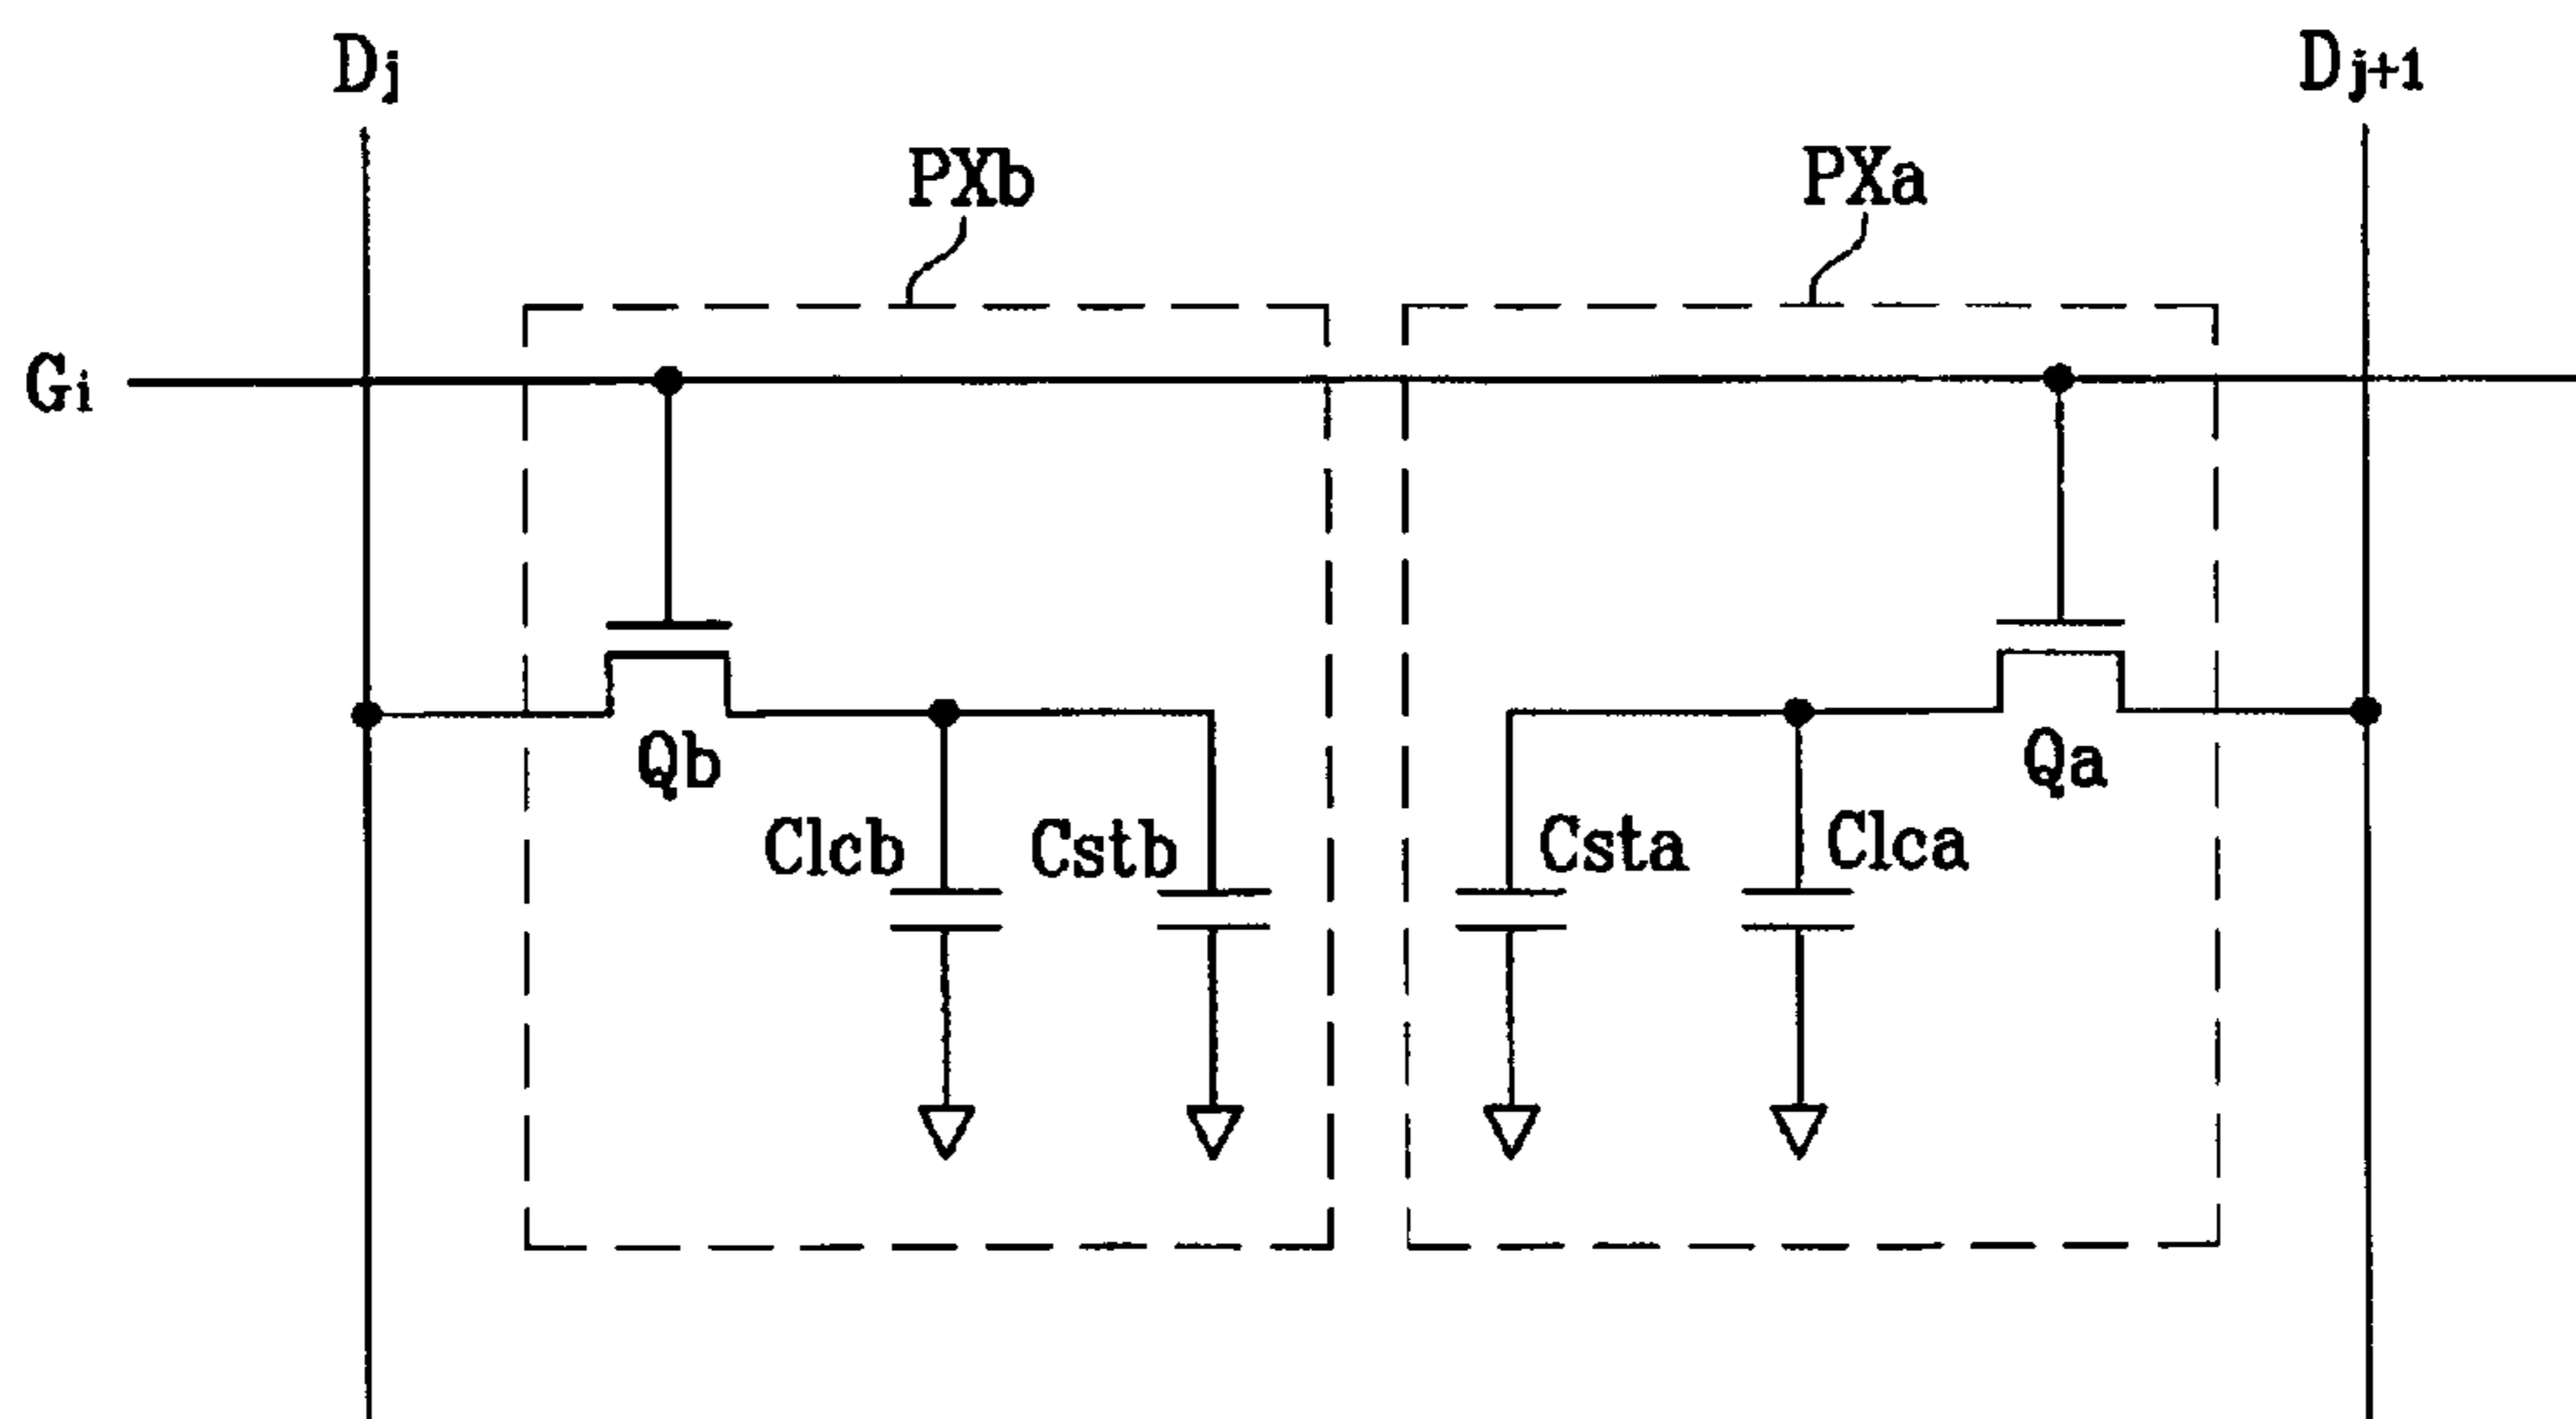 Dj
Dj+1
PXb
PXa
Gi
Qb
Qa
Clcb
Cstb
Csta
Clca